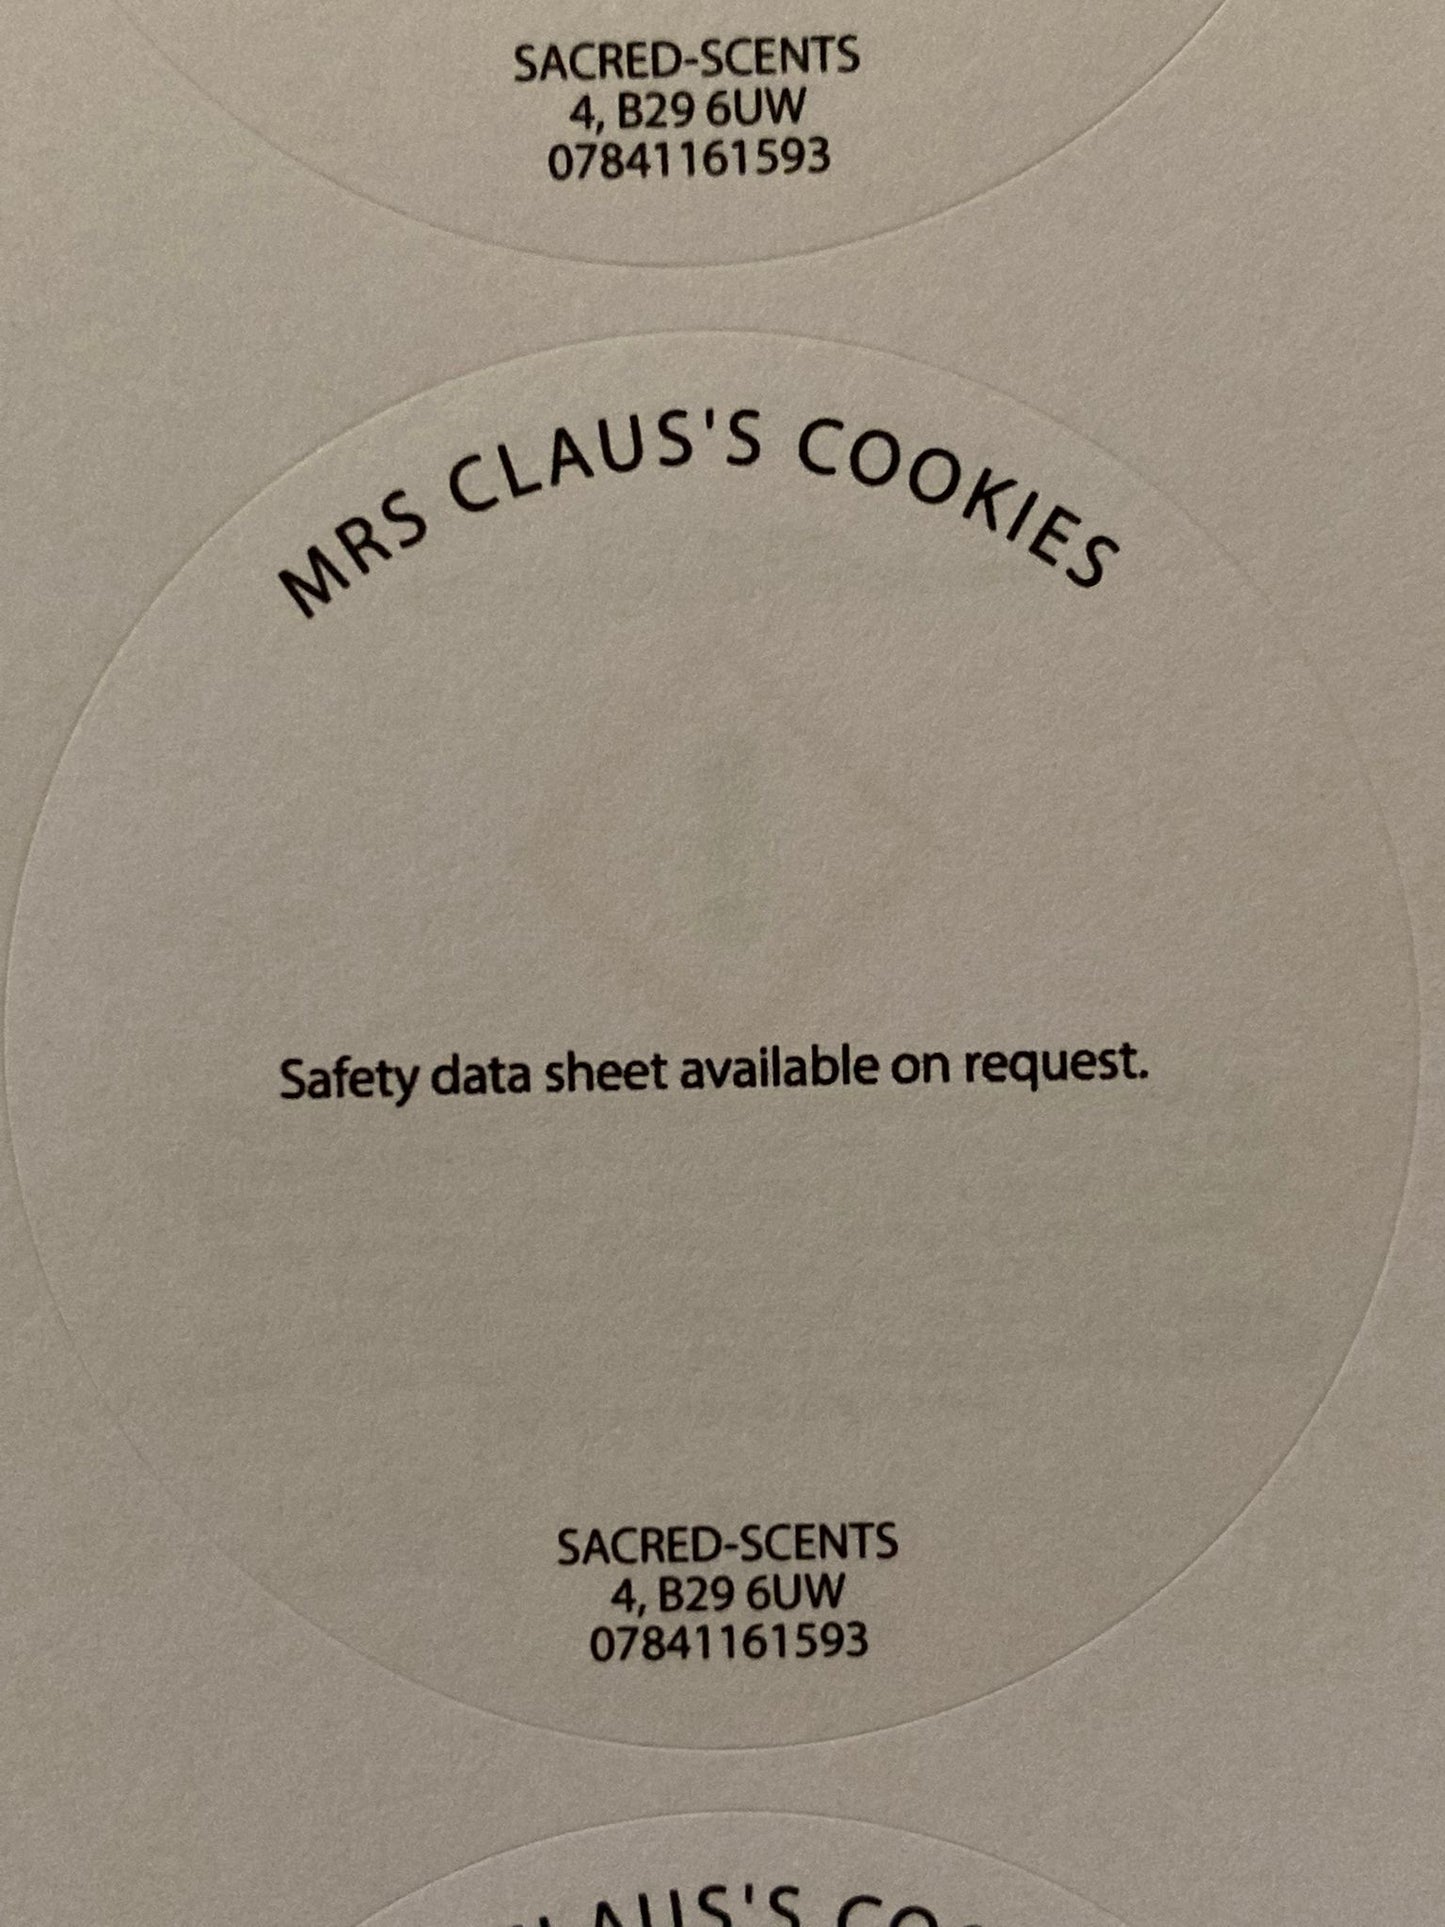 SACRED-SCENTS
4, B29 6UW
07841161593
MRS CLAUS'S COOKIES
Safety data sheet available on request.
SACRED-SCENTS
4, B29 6UW
07841161593
CLAUS'S